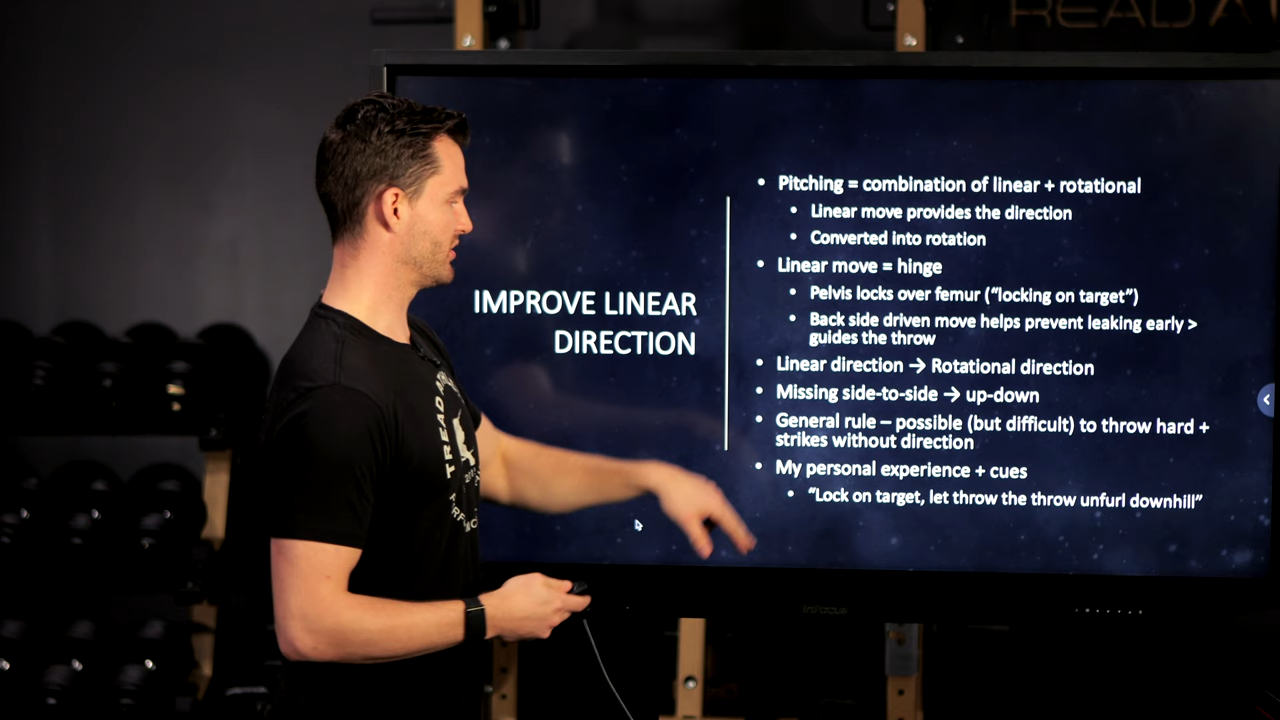 IMPROVE LINEAR
DIRECTION
• Pitching = combination of linear + rotational
• Linear move provides the direction
• Converted into rotation
• Linear move = hinge
• Pelvis locks over femur (“locking on target”)
• Back side driven move helps prevent leaking early >
guides the throw
• Linear direction → Rotational direction
• Missing side-to-side → up-down
• General rule – possible (but difficult) to throw hard +
strikes without direction
• My personal experience + cues
• “Lock on target, let throw the throw unfurl downhill”
TREAD
InFocus